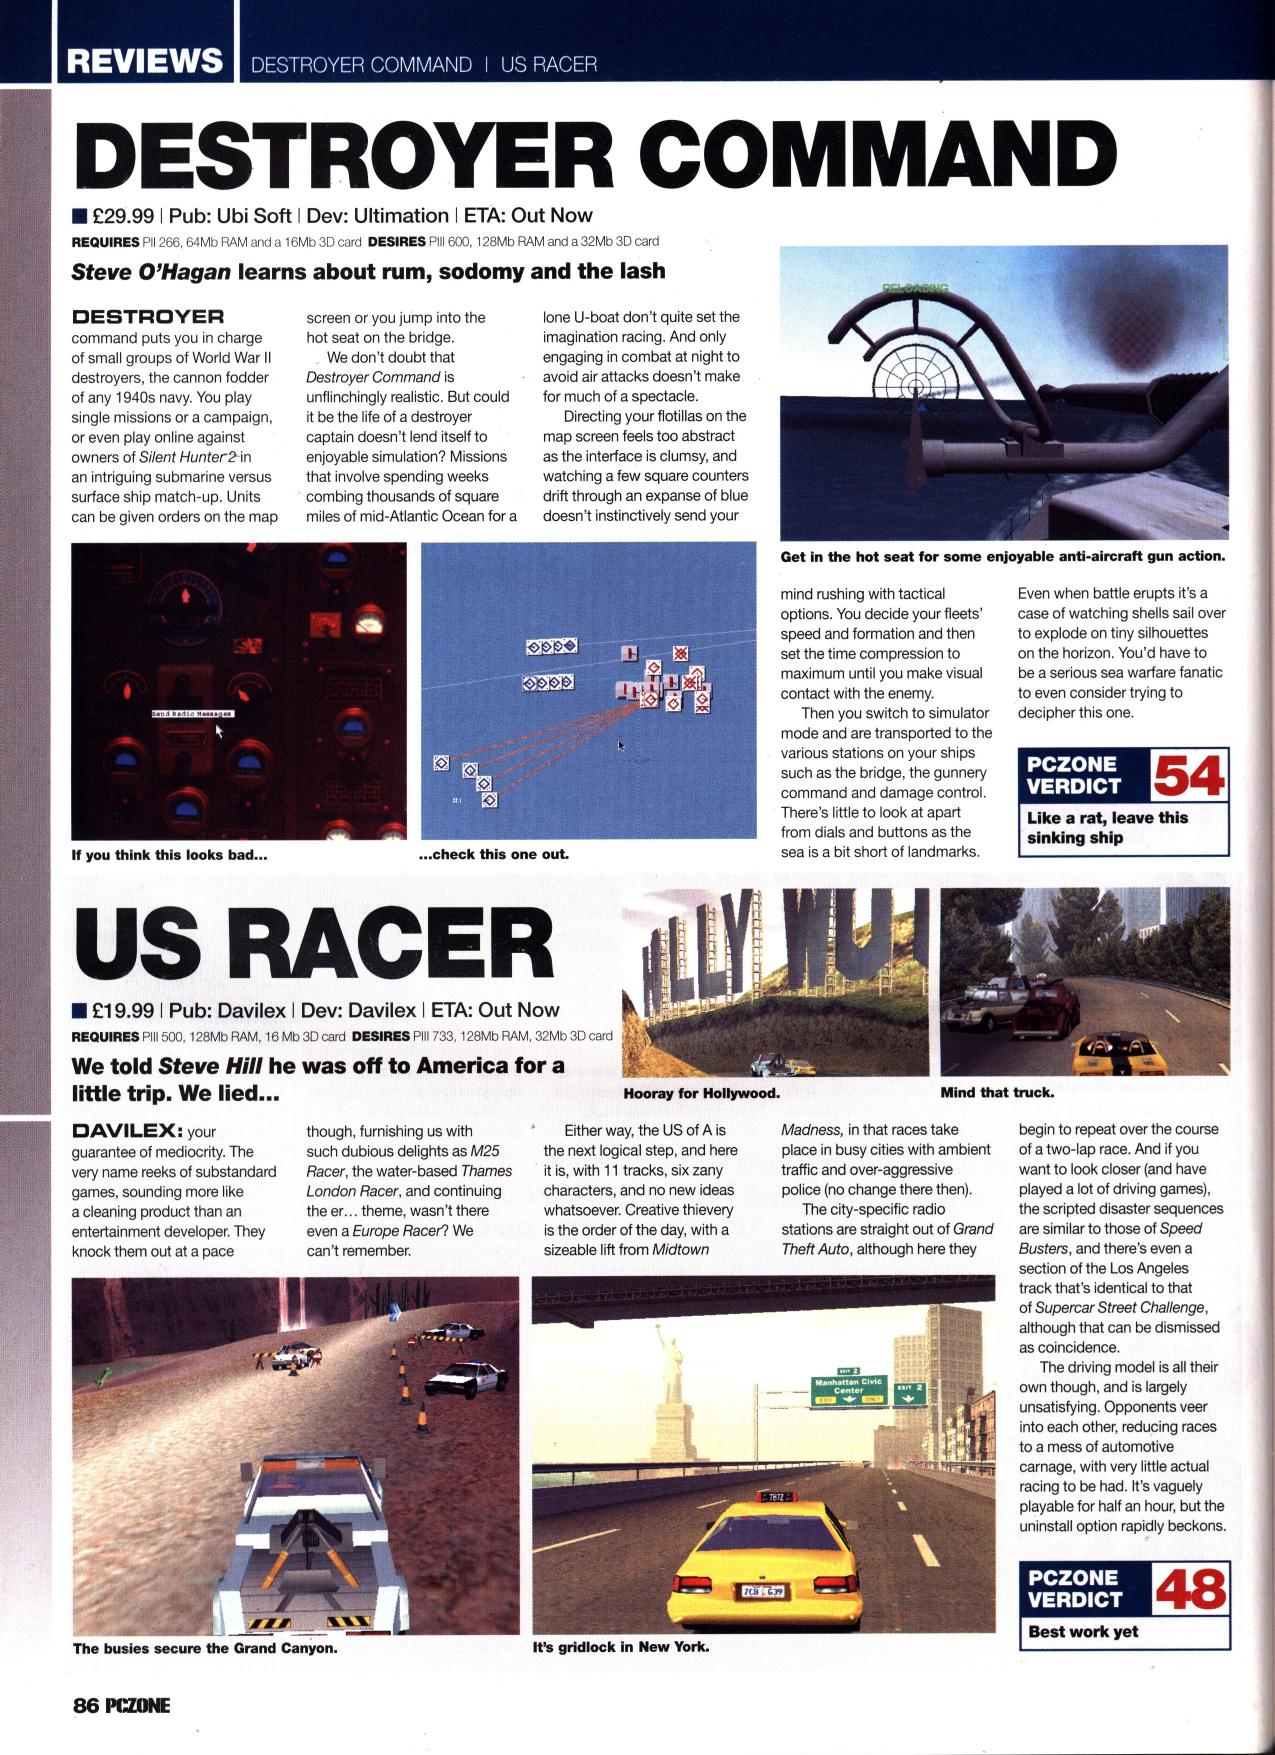 REVIEWS
DESTROYER COMMAND | US RACER
DESTROYER COMMAND
£29.99 | Pub: Ubi Soft | Dev: Ultimation | ETA: Out Now
REQUIRES PII 266, 64Mb RAM and a 16Mb 3D card DESIRES PIII 600, 128Mb RAM and a 32Mb 3D card
Steve O'Hagan learns about rum, sodomy and the lash
DESTROYER
command puts you in charge
of small groups of World War II
destroyers, the cannon fodder
of any 1940s navy. You play
single missions or a campaign,
or even play online against
owners of Silent Hunter 2 in
an intriguing submarine versus
surface ship match-up. Units
can be given orders on the map
screen or you jump into the
hot seat on the bridge.
We don't doubt that
Destroyer Command is
unflinchingly realistic. But could
it be the life of a destroyer
captain doesn't lend itself to
enjoyable simulation? Missions
that involve spending weeks
combing thousands of square
miles of mid-Atlantic Ocean for a
lone U-boat don't quite set the
imagination racing. And only
engaging in combat at night to
avoid air attacks doesn't make
for much of a spectacle.
Directing your flotillas on the
map screen feels too abstract
as the interface is clumsy, and
watching a few square counters
drift through an expanse of blue
doesn't instinctively send your
RELOADING
Get in the hot seat for some enjoyable anti-aircraft gun action.
Send Radio Messages
If you think this looks bad...
...check this one out.
mind rushing with tactical
options. You decide your fleets'
speed and formation and then
set the time compression to
maximum until you make visual
contact with the enemy.
Then you switch to simulator
mode and are transported to the
various stations on your ships
such as the bridge, the gunnery
command and damage control.
There's little to look at apart
from dials and buttons as the
sea is a bit short of landmarks.
Even when battle erupts it's a
case of watching shells sail over
to explode on tiny silhouettes
on the horizon. You'd have to
be a serious sea warfare fanatic
to even consider trying to
decipher this one.
PCZONE
VERDICT
54
Like a rat, leave this
sinking ship
US RACER
£19.99 | Pub: Davilex | Dev: Davilex | ETA: Out Now
REQUIRES PIII 500, 128Mb RAM, 16 Mb 3D card DESIRES PIII 733, 128Mb RAM, 32Mb 3D card
We told Steve Hill he was off to America for a
little trip. We lied...
Hooray for Hollywood.
Mind that truck.
DAVILEX: your
guarantee of mediocrity. The
very name reeks of substandard
games, sounding more like
a cleaning product than an
entertainment developer. They
knock them out at a pace
though, furnishing us with
such dubious delights as M25
Racer, the water-based Thames
London Racer, and continuing
the er... theme, wasn't there
even a Europe Racer? We
can't remember.
Either way, the US of A is
the next logical step, and here
it is, with 11 tracks, six zany
characters, and no new ideas
whatsoever. Creative thievery
is the order of the day, with a
sizeable lift from Midtown
Madness, in that races take
place in busy cities with ambient
traffic and over-aggressive
police (no change there then).
The city-specific radio
stations are straight out of Grand
Theft Auto, although here they
begin to repeat over the course
of a two-lap race. And if you
want to look closer (and have
played a lot of driving games),
the scripted disaster sequences
are similar to those of Speed
Busters, and there's even a
section of the Los Angeles
track that's identical to that
of Supercar Street Challenge,
although that can be dismissed
as coincidence.
The driving model is all their
own though, and is largely
unsatisfying. Opponents veer
into each other, reducing races
to a mess of automotive
carnage, with very little actual
racing to be had. It's vaguely
playable for half an hour, but the
uninstall option rapidly beckons.
EXIT 2
Manhattan Civic
Center
EXIT ONLY
EXIT 2
7872
7CB G39
The busies secure the Grand Canyon.
It's gridlock in New York.
PCZONE
VERDICT
48
Best work yet
86 PCZONE